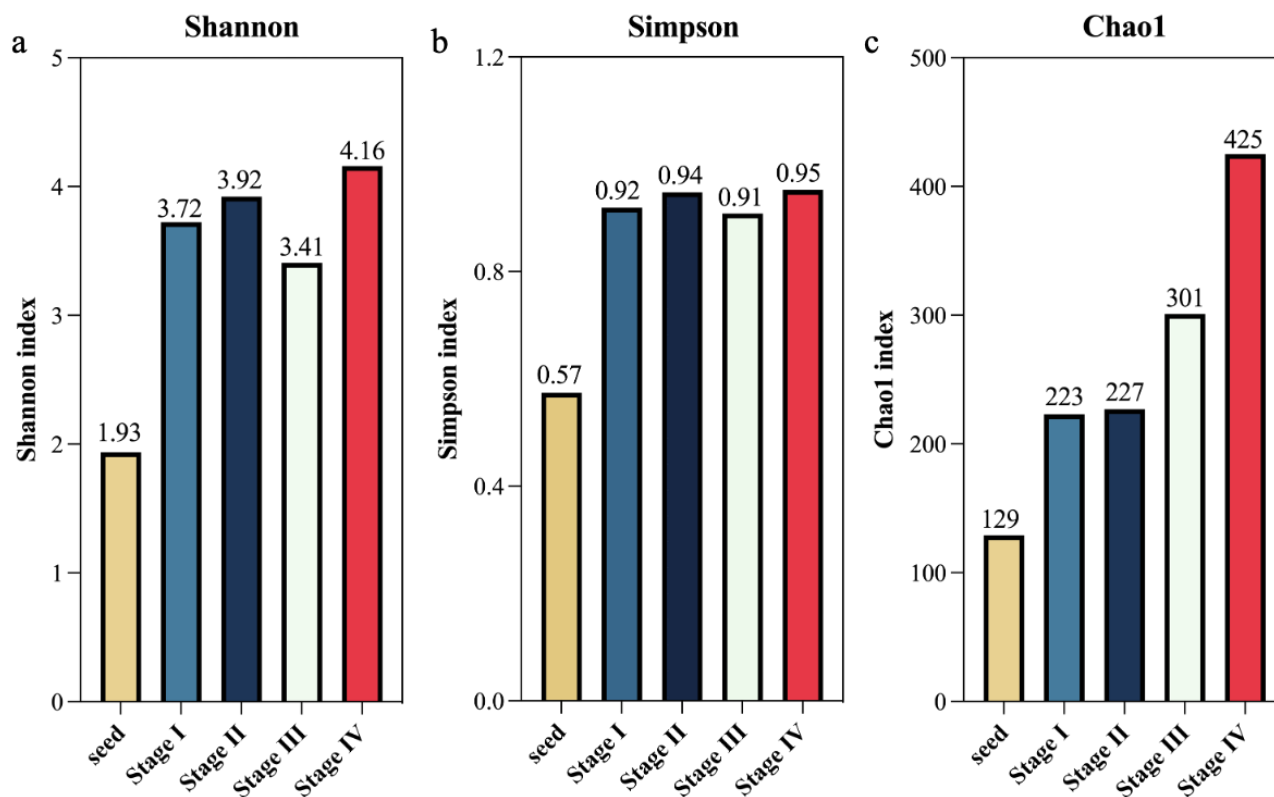 a
Shannon
Shannon index
5
4
3
2
1
0
1.93
3.72
3.92
3.41
4.16
seed
Stage I
Stage II
Stage III
Stage IV
b
Simpson
Simpson index
1.2
0.8
0.4
0.0
0.57
0.92
0.94
0.91
0.95
seed
Stage I
Stage II
Stage III
Stage IV
c
Chao1
Chao1 index
500
400
300
200
100
0
129
223
227
301
425
seed
Stage I
Stage II
Stage III
Stage IV